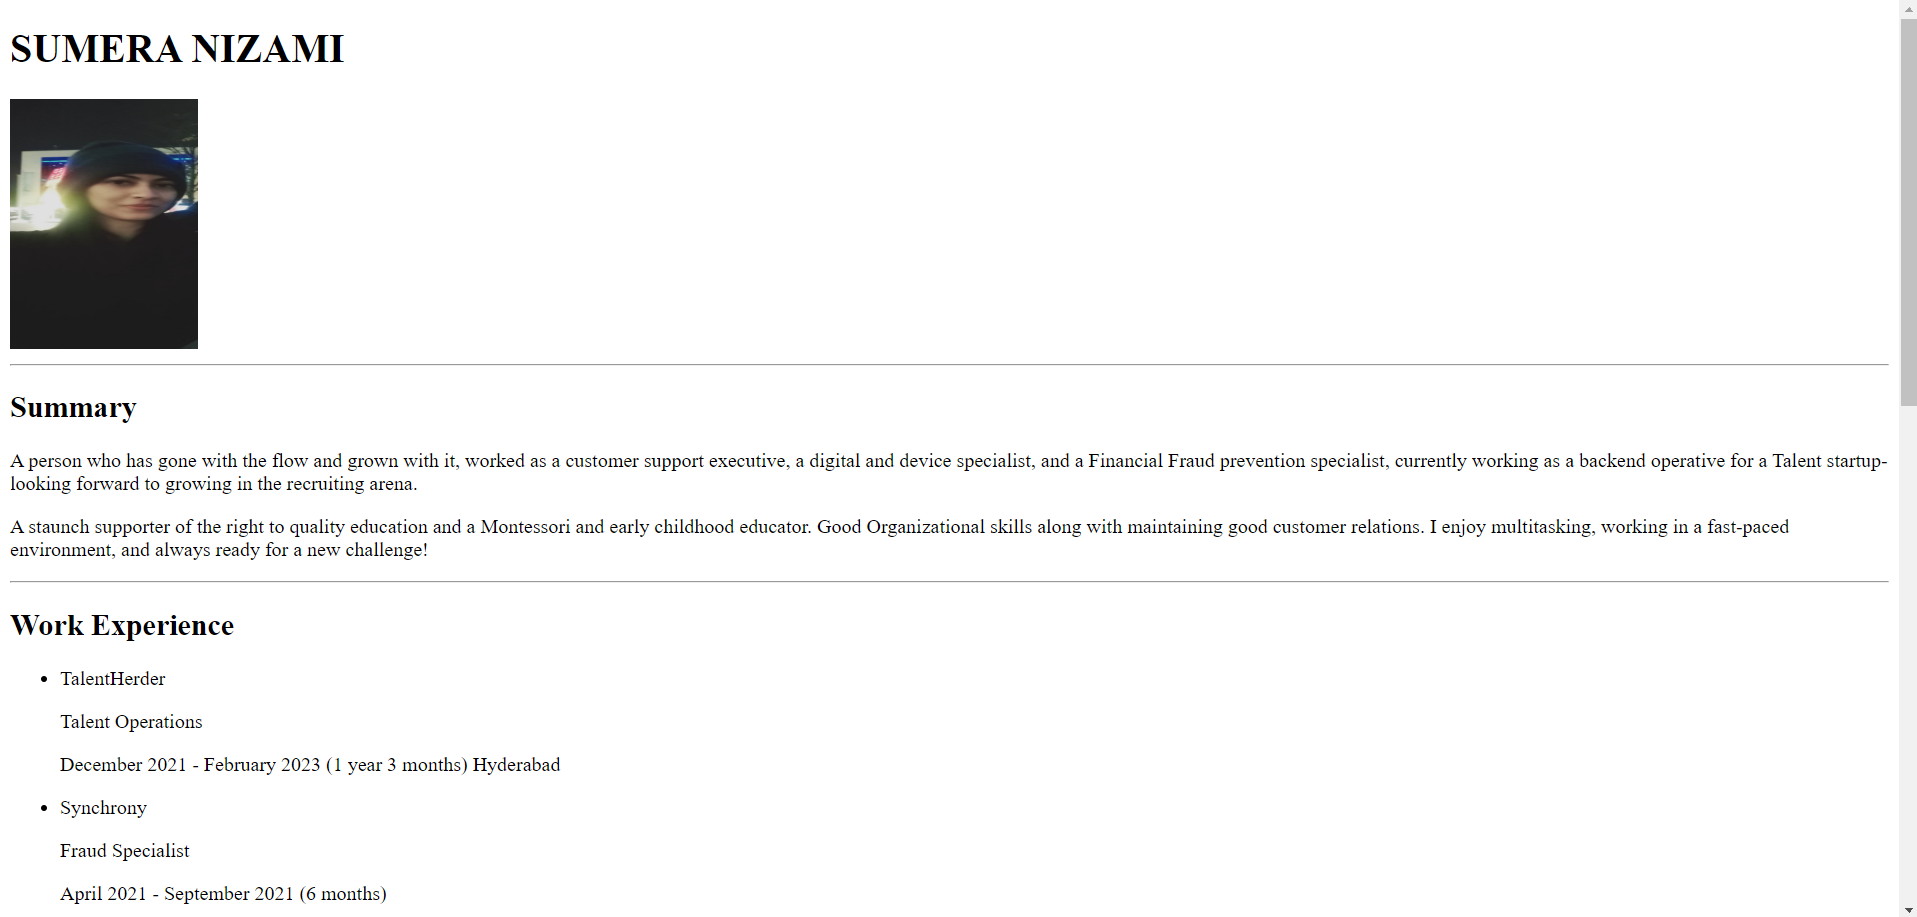 SUMERA NIZAMI
Summary
A person who has gone with the flow and grown with it, worked as a customer support executive, a digital and device specialist, and a Financial Fraud prevention specialist, currently working as a backend operative for a Talent startup-
looking forward to growing in the recruiting arena.
A staunch supporter of the right to quality education and a Montessori and early childhood educator. Good Organizational skills along with maintaining good customer relations. I enjoy multitasking, working in a fast-paced
environment, and always ready for a new challenge!
Work Experience
• TalentHerder
Talent Operations
December 2021 - February 2023 (1 year 3 months) Hyderabad
• Synchrony
Fraud Specialist
April 2021 - September 2021 (6 months)